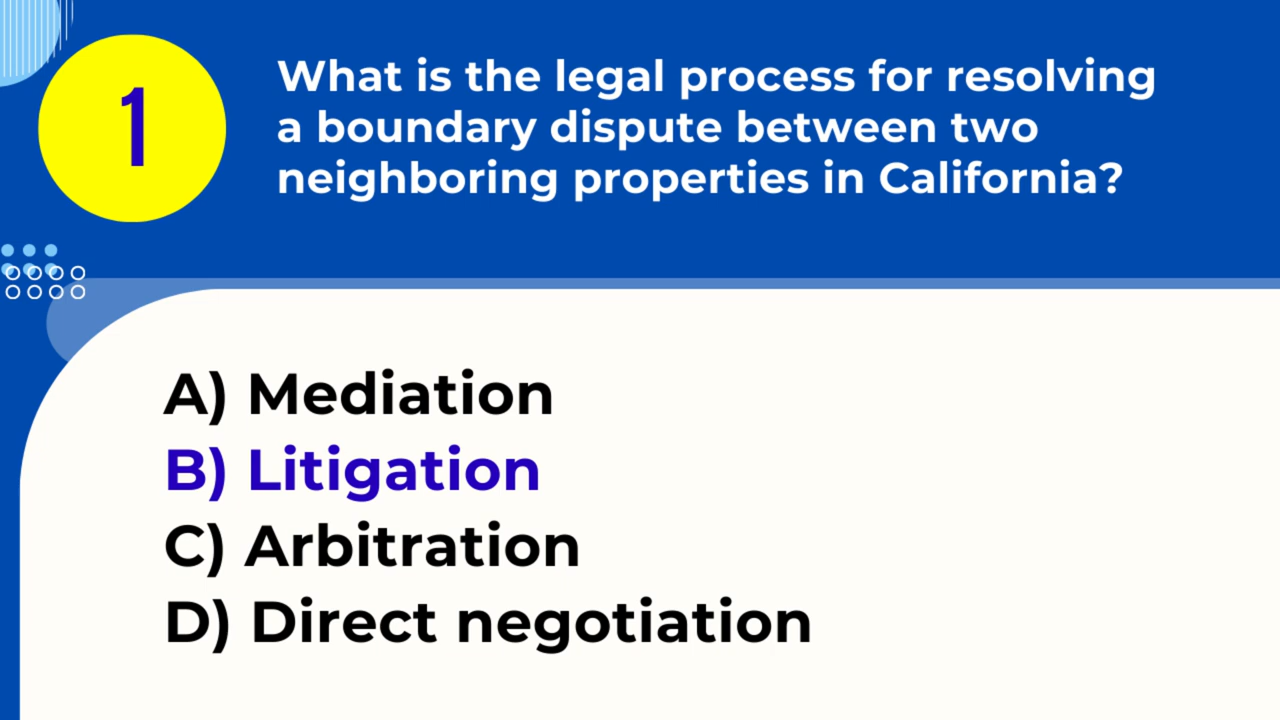 1
What is the legal process for resolving
a boundary dispute between two
neighboring properties in California?
A) Mediation
B) Litigation
C) Arbitration
D) Direct negotiation